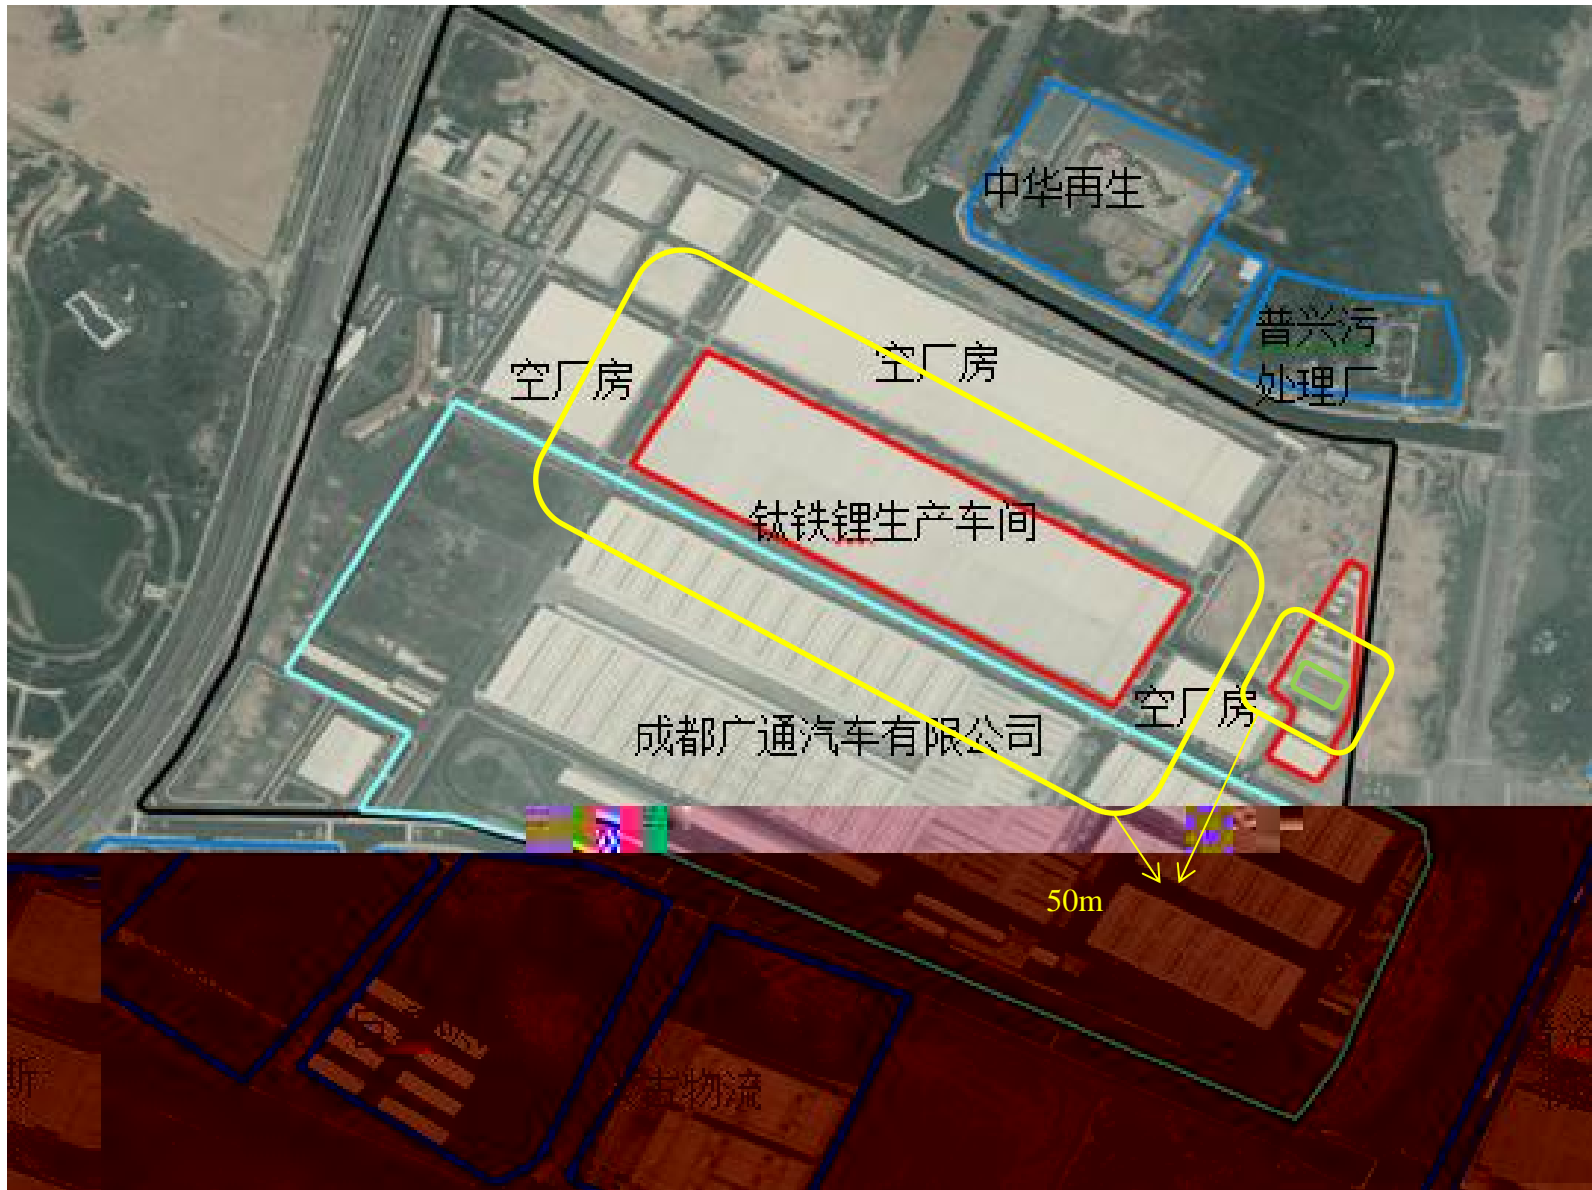 中华再生
普兴污
处理厂
空厂房
空厂房
钛铁锂生产车间
空厂房
成都广通汽车有限公司
50m
物流